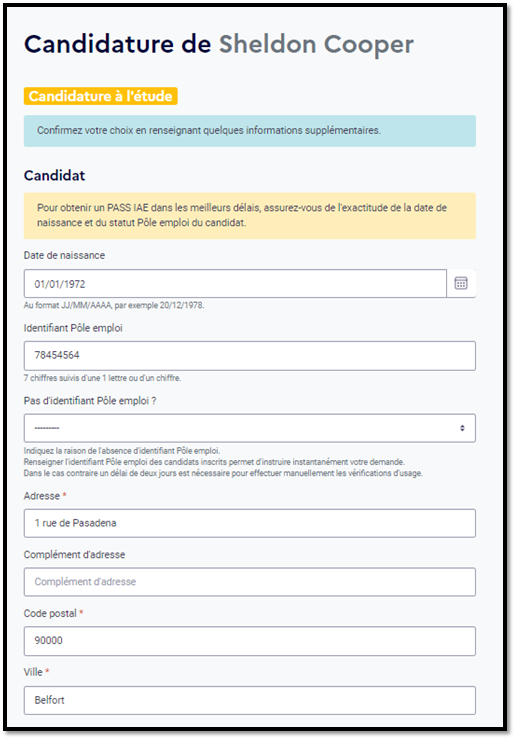 Candidature de Sheldon Cooper
Candidature à l'étude
Confirmez votre choix en renseignant quelques informations supplémentaires.
Candidat
Pour obtenir un PASS IAE dans les meilleurs délais, assurez-vous de l'exactitude de la date de
naissance et du statut Pôle emploi du candidat.
Date de naissance
01/01/1972
Au format JJ/MM/AAAA, par exemple 20/12/1978.
Identifiant Pôle emploi
78454564
7 chiffres suivis d'une 1 lettre ou d'un chiffre.
Pas d'identifiant Pôle emploi ?
---------
Indiquez la raison de l'absence d'identifiant Pôle emploi.
Renseigner l'identifiant Pôle emploi des candidats inscrits permet d'instruire instantanément votre demande.
Dans le cas contraire un délai de deux jours est nécessaire pour effectuer manuellement les vérifications d'usage.
Adresse *
1 rue de Pasadena
Complément d'adresse
Complément d'adresse
Code postal *
90000
Ville *
Belfort